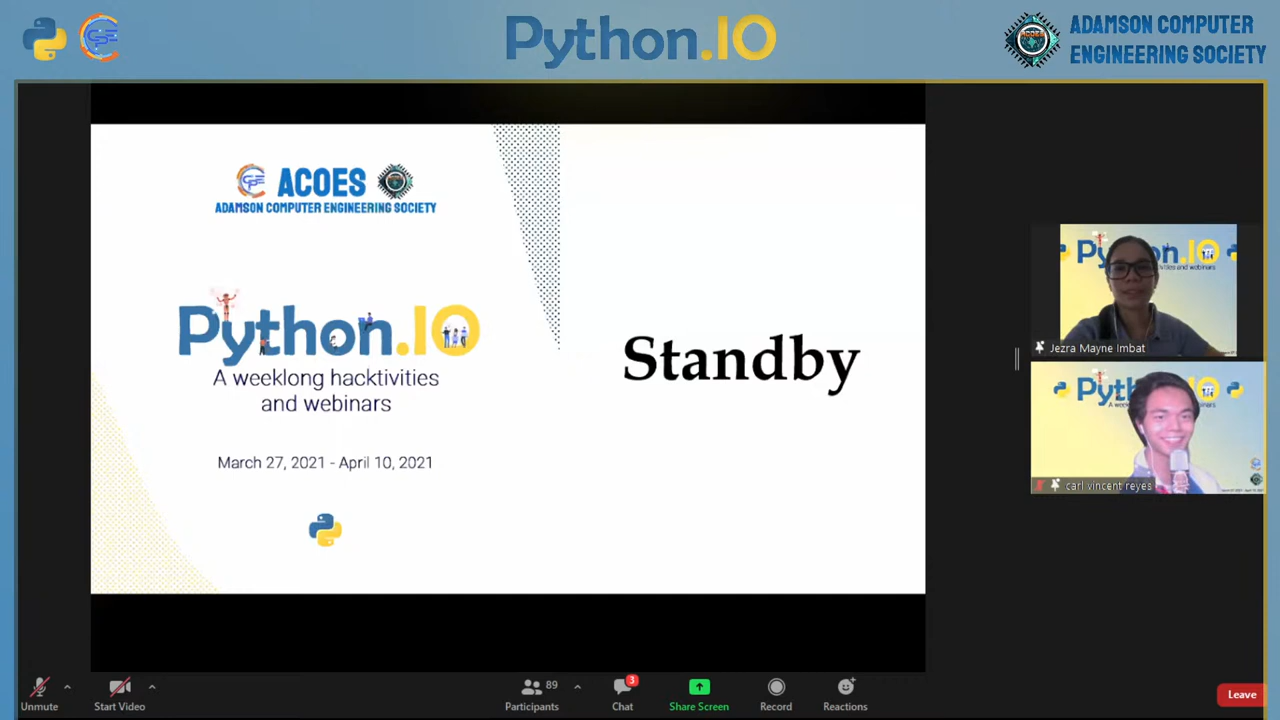 Python.IO
ADAMSON COMPUTER
ENGINEERING SOCIETY
ACOES
ADAMSON COMPUTER ENGINEERING SOCIETY
Python.IO
A weeklong hacktivities
and webinars
March 27, 2021 - April 10, 2021
Standby
Jezra Mayne Imbat
carl vincent reyes
Unmute
Start Video
89
Participants
3
Chat
Share Screen
Record
Reactions
Leave